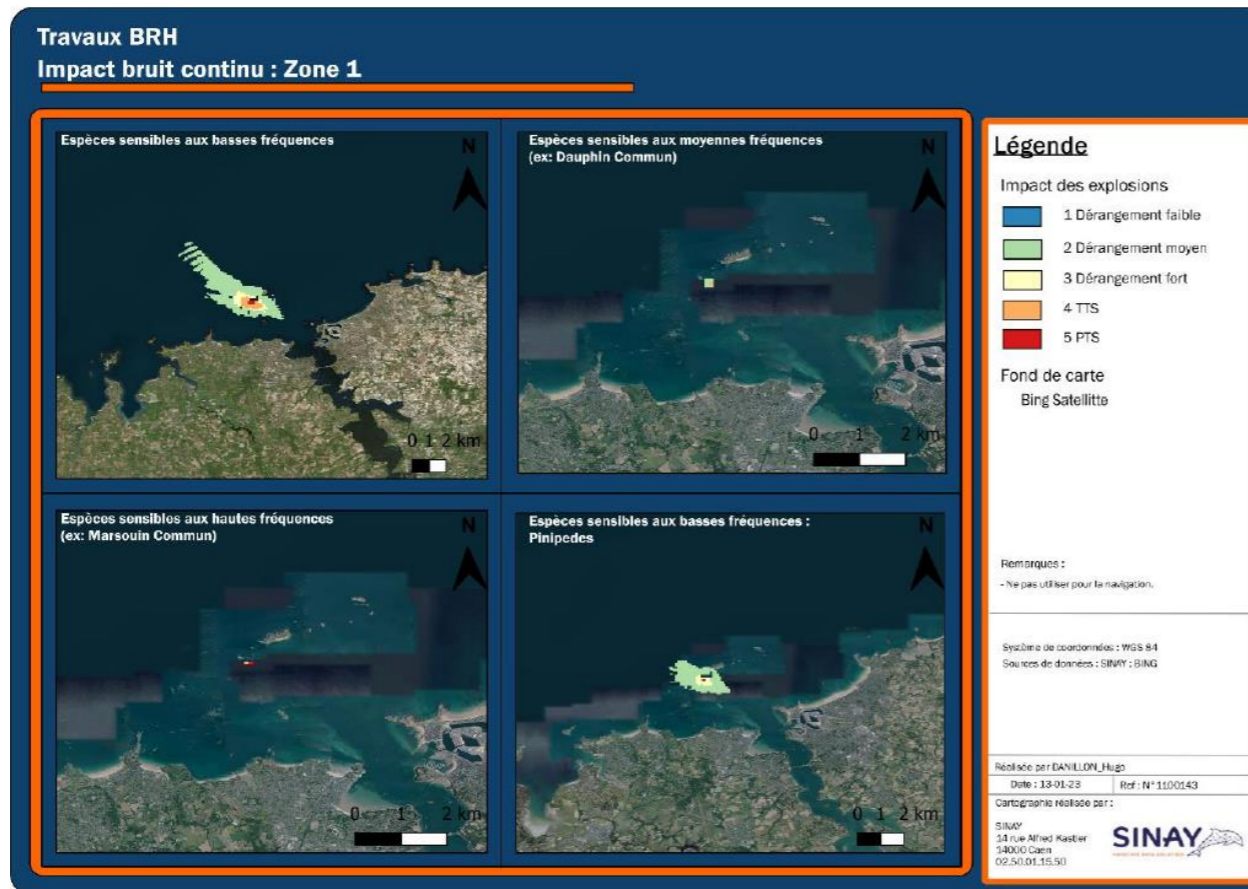 Travaux BRH
Impact bruit continu : Zone 1
Espèces sensibles aux basses fréquences
N
0 1 2 km
Espèces sensibles aux moyennes fréquences
(ex: Dauphin Commun)
N
0 1 2 km
Espèces sensibles aux hautes fréquences
(ex: Marsouin Commun)
N
0 1 2 km
Espèces sensibles aux basses fréquences :
Pinipedes
N
0 1 2 km
Légende
Impact des explosions
1 Dérangement faible
2 Dérangement moyen
3 Dérangement fort
4 TTS
5 PTS
Fond de carte
Bing Satellitte
Remarques :
- Ne pas utiliser pour la navigation.
Système de coordonnées : WGS 84
Sources de données : SINAY : BING
Réalisée par DANILLON_Hugo
Date : 13-01-23 Ref : N°1100143
Cartographie réalisée par :
SINAY
14 rue Alfred Kastler
14000 Caen
02.50.01.15.50
SINAY